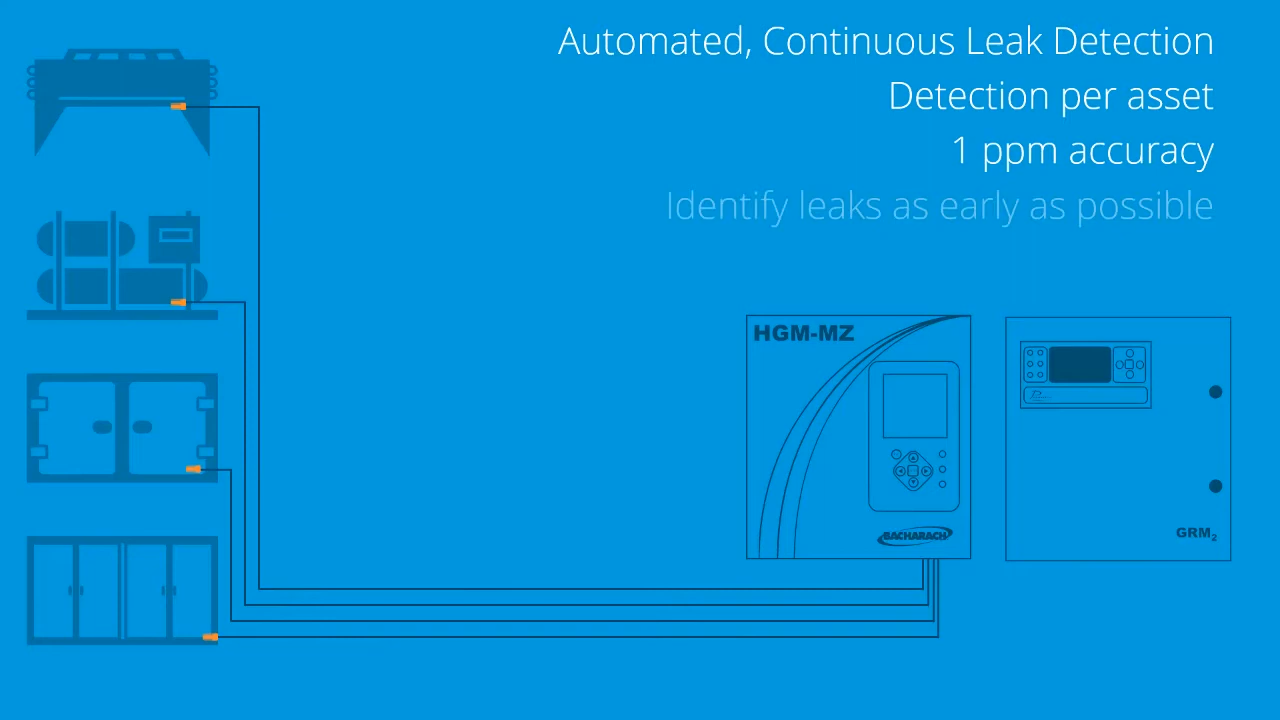 Automated, Continuous Leak Detection
Detection per asset
1 ppm accuracy
Identify leaks as early as possible
HGM-MZ
BACHARACH
GRM2